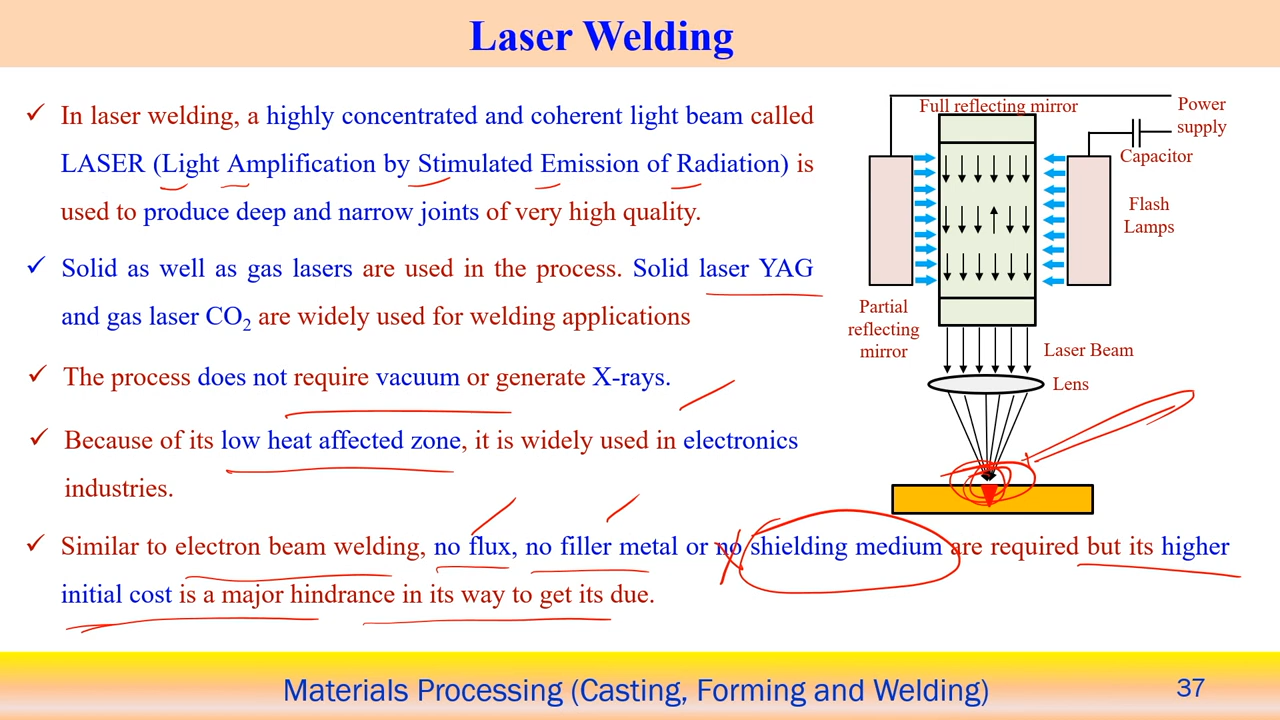 Laser Welding
✓ In laser welding, a highly concentrated and coherent light beam called
LASER (Light Amplification by Stimulated Emission of Radiation) is
used to produce deep and narrow joints of very high quality.
✓ Solid as well as gas lasers are used in the process. Solid laser YAG
and gas laser CO₂ are widely used for welding applications
✓ The process does not require vacuum or generate X-rays.
✓ Because of its low heat affected zone, it is widely used in electronics
industries.
✓ Similar to electron beam welding, no flux, no filler metal or no shielding medium are required but its higher
initial cost is a major hindrance in its way to get its due.
Full reflecting mirror
Power
supply
Capacitor
Flash
Lamps
Partial
reflecting
mirror
Laser Beam
Lens
Materials Processing (Casting, Forming and Welding)
37